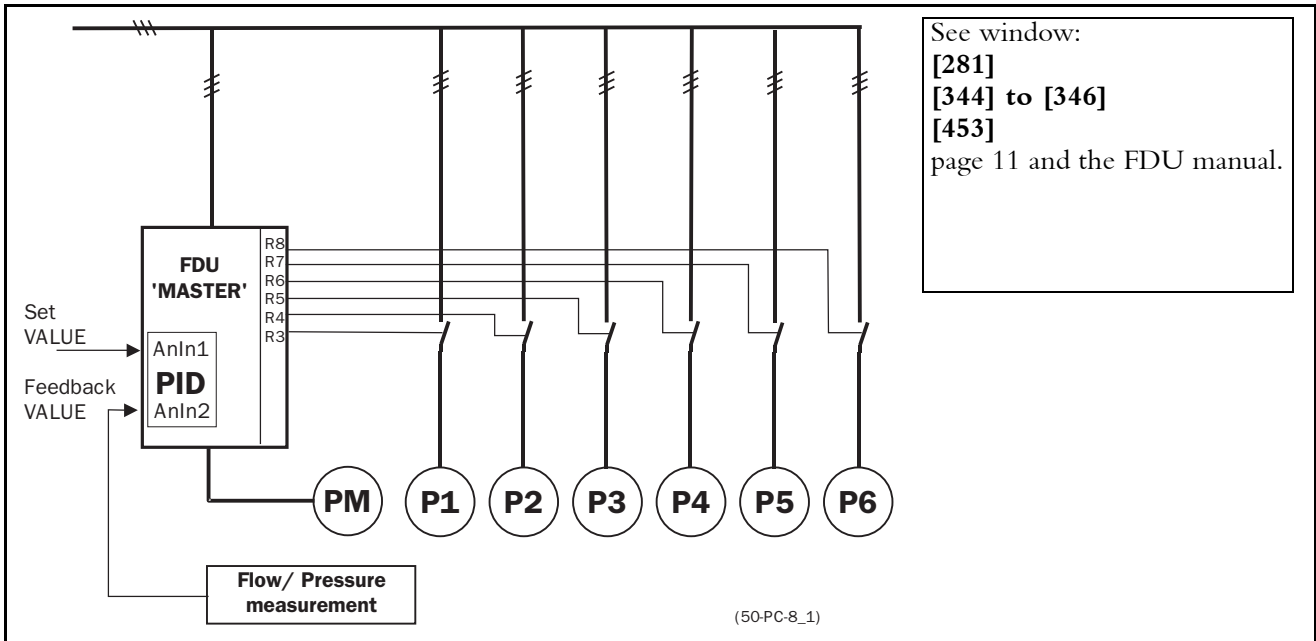 See window:
[281]
[344] to [346]
[453]
page 11 and the FDU manual.
FDU
'MASTER'
R8
R7
R6
R5
R4
R3
Set
VALUE
AnIn1
PID
AnIn2
Feedback
VALUE
PM
P1
P2
P3
P4
P5
P6
Flow/ Pressure
measurement
(50-PC-8_1)